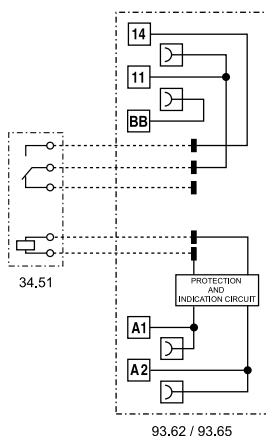 14
11
BB
34.51
PROTECTION
AND
INDICATION CIRCUIT
A1
A2
93.62 / 93.65